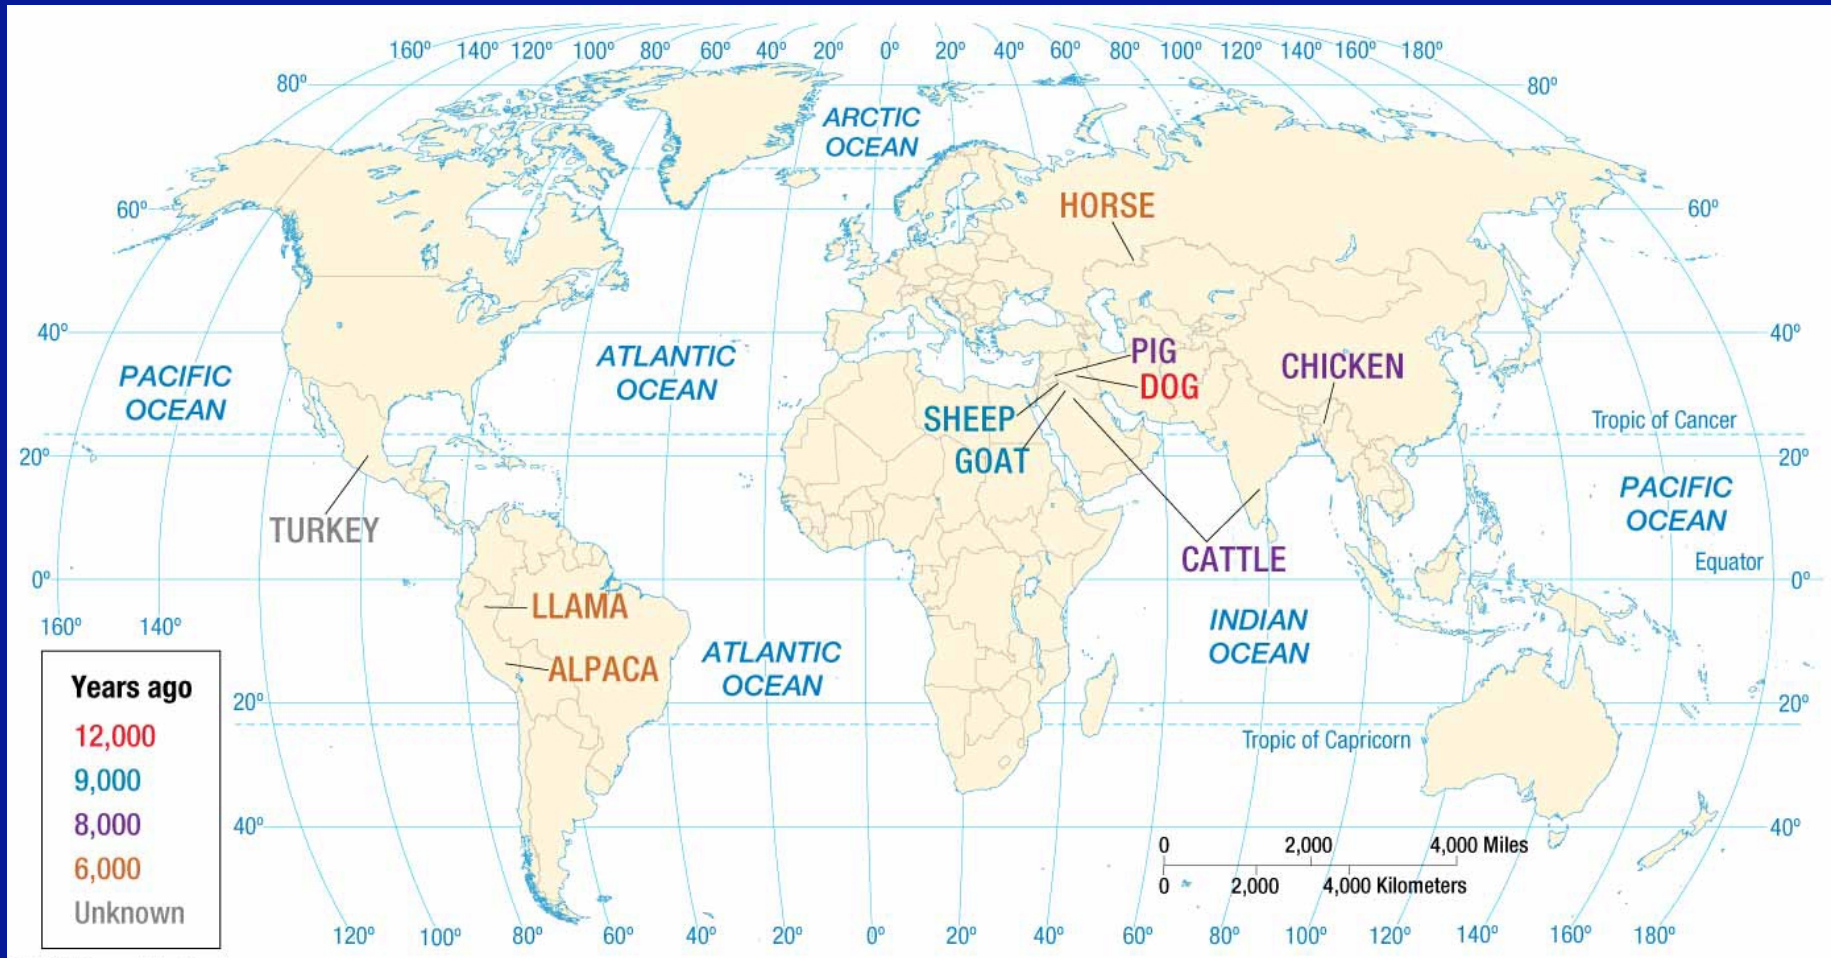 160° 140° 120° 100° 80° 60° 40° 20° 0° 20° 40° 60° 80° 100° 120° 140° 160° 180°
80° 80°
ARCTIC
OCEAN
HORSE
60° 60°
40° 40°
PACIFIC
OCEAN
ATLANTIC
OCEAN
PIG
DOG
CHICKEN
SHEEP
GOAT
Tropic of Cancer
20° 20°
PACIFIC
OCEAN
TURKEY
CATTLE
Equator
0° 0°
160° 140°
LLAMA
ALPACA
ATLANTIC
OCEAN
INDIAN
OCEAN
20° 20°
Tropic of Capricorn
40° 40°
Years ago
12,000
9,000
8,000
6,000
Unknown
0 2,000 4,000 Miles
0 2,000 4,000 Kilometers
120° 100° 80° 60° 40° 20° 0° 20° 40° 60° 80° 100° 120° 140° 160° 180°